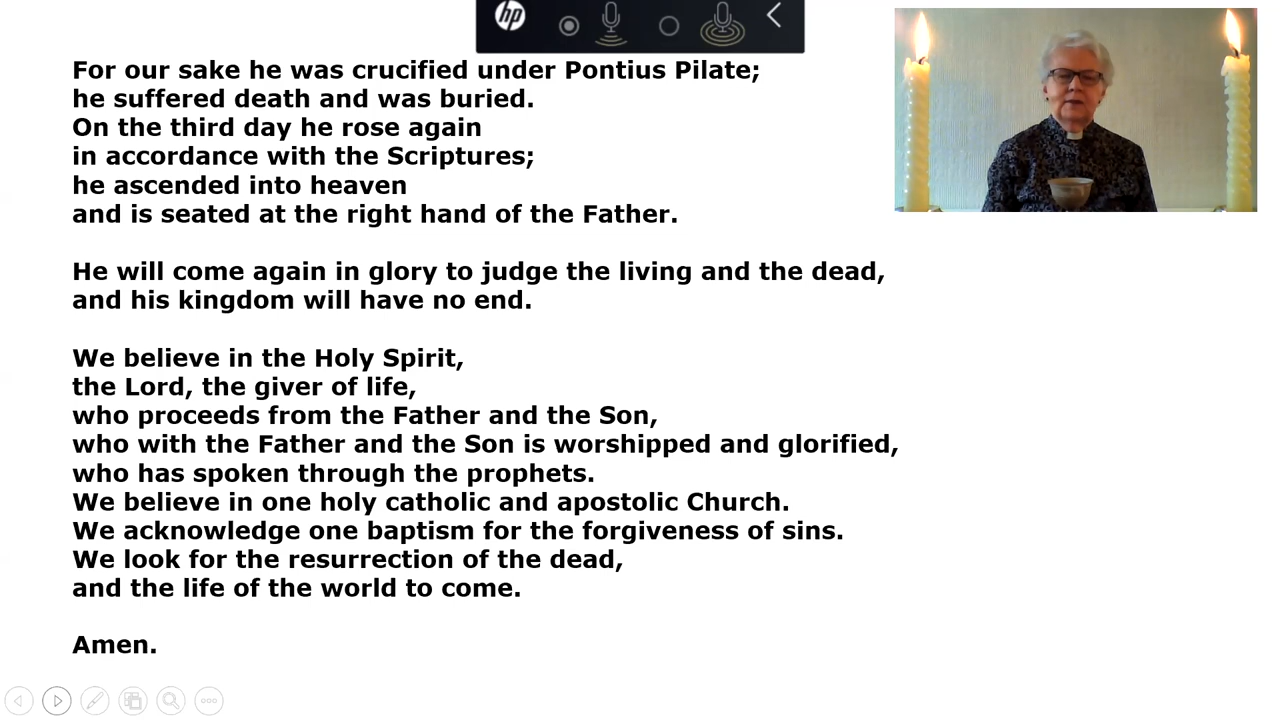 hp
For our sake he was crucified under Pontius Pilate;
he suffered death and was buried.
On the third day he rose again
in accordance with the Scriptures;
he ascended into heaven
and is seated at the right hand of the Father.
He will come again in glory to judge the living and the dead,
and his kingdom will have no end.
We believe in the Holy Spirit,
the Lord, the giver of life,
who proceeds from the Father and the Son,
who with the Father and the Son is worshipped and glorified,
who has spoken through the prophets.
We believe in one holy catholic and apostolic Church.
We acknowledge one baptism for the forgiveness of sins.
We look for the resurrection of the dead,
and the life of the world to come.
Amen.